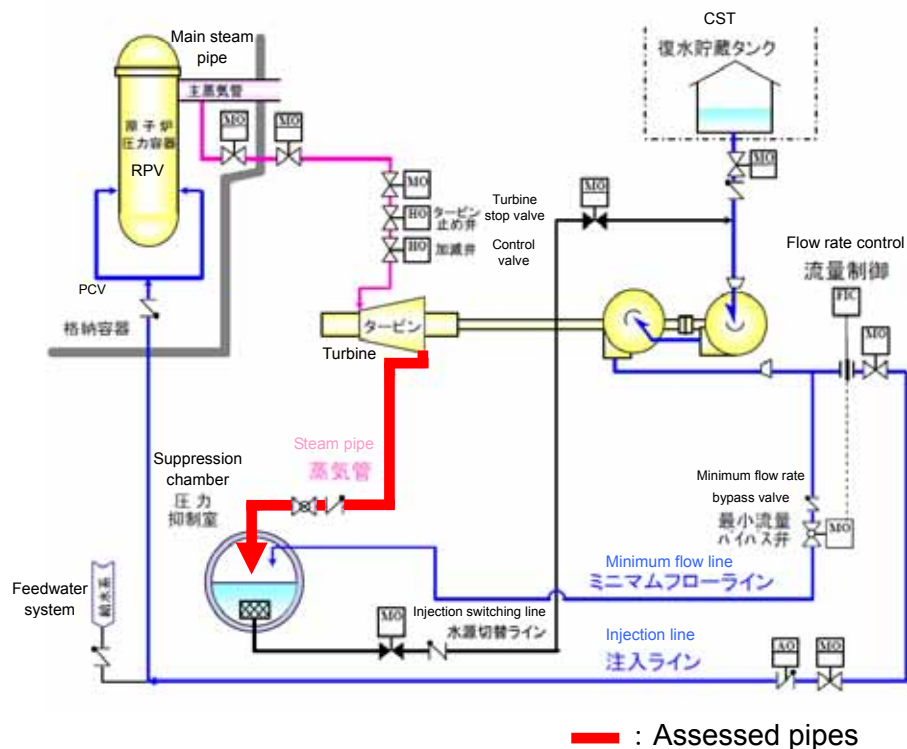 CST
復水貯蔵タンク
MO
Main steam
pipe
主蒸気管
MO
MO
原子炉
圧力容器
RPV
MO
HO
タービン
止め弁
Turbine
stop valve
HO
加減弁
Control
valve
MO
Flow rate control
流量制御
FIC
MO
PCV
格納容器
タービン
Turbine
Steam pipe
蒸気管
Suppression
chamber
圧力
抑制室
Minimum flow rate
bypass valve
最小流量
バイパス弁
MO
Minimum flow line
ミニマムフローライン
Feedwater
system
給水系
MO
Injection switching line
水源切替ライン
Injection line
注入ライン
AO
MO
: Assessed pipes